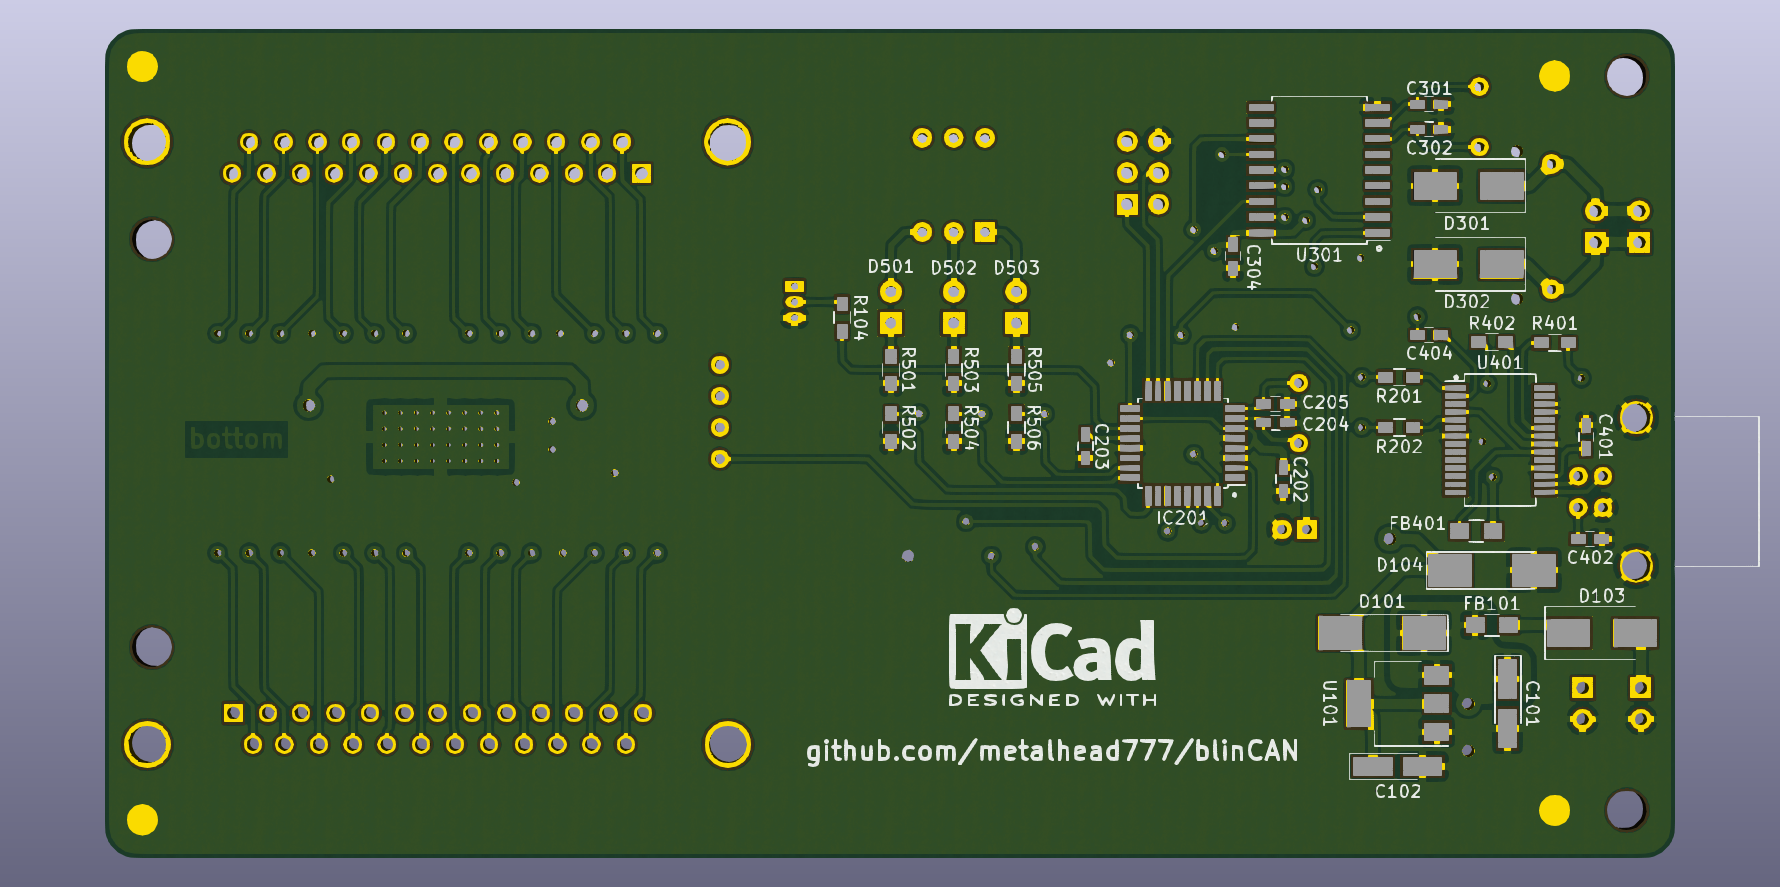 C301
C302
D301
U301
C304
D501
D502
D503
D302
R104
R402
R401
C404
U401
R501
R503
R505
R201
C205
C204
R502
R504
R506
bottom
C203
R202
C401
C202
IC201
FB401
C402
D104
D101
FB101
D103
KiCad
DESIGNED WITH
U101
C101
github.com/metalhead777/blinCAN
C102